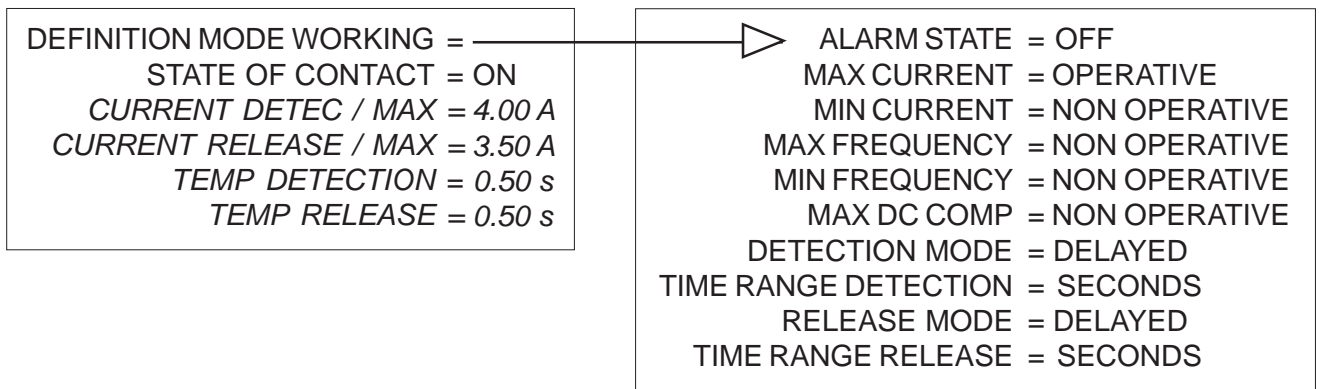 DEFINITION MODE WORKING =
STATE OF CONTACT = ON
CURRENT DETEC / MAX = 4.00 A
CURRENT RELEASE / MAX = 3.50 A
TEMP DETECTION = 0.50 s
TEMP RELEASE = 0.50 s
ALARM STATE = OFF
MAX CURRENT = OPERATIVE
MIN CURRENT = NON OPERATIVE
MAX FREQUENCY = NON OPERATIVE
MIN FREQUENCY = NON OPERATIVE
MAX DC COMP = NON OPERATIVE
DETECTION MODE = DELAYED
TIME RANGE DETECTION = SECONDS
RELEASE MODE = DELAYED
TIME RANGE RELEASE = SECONDS